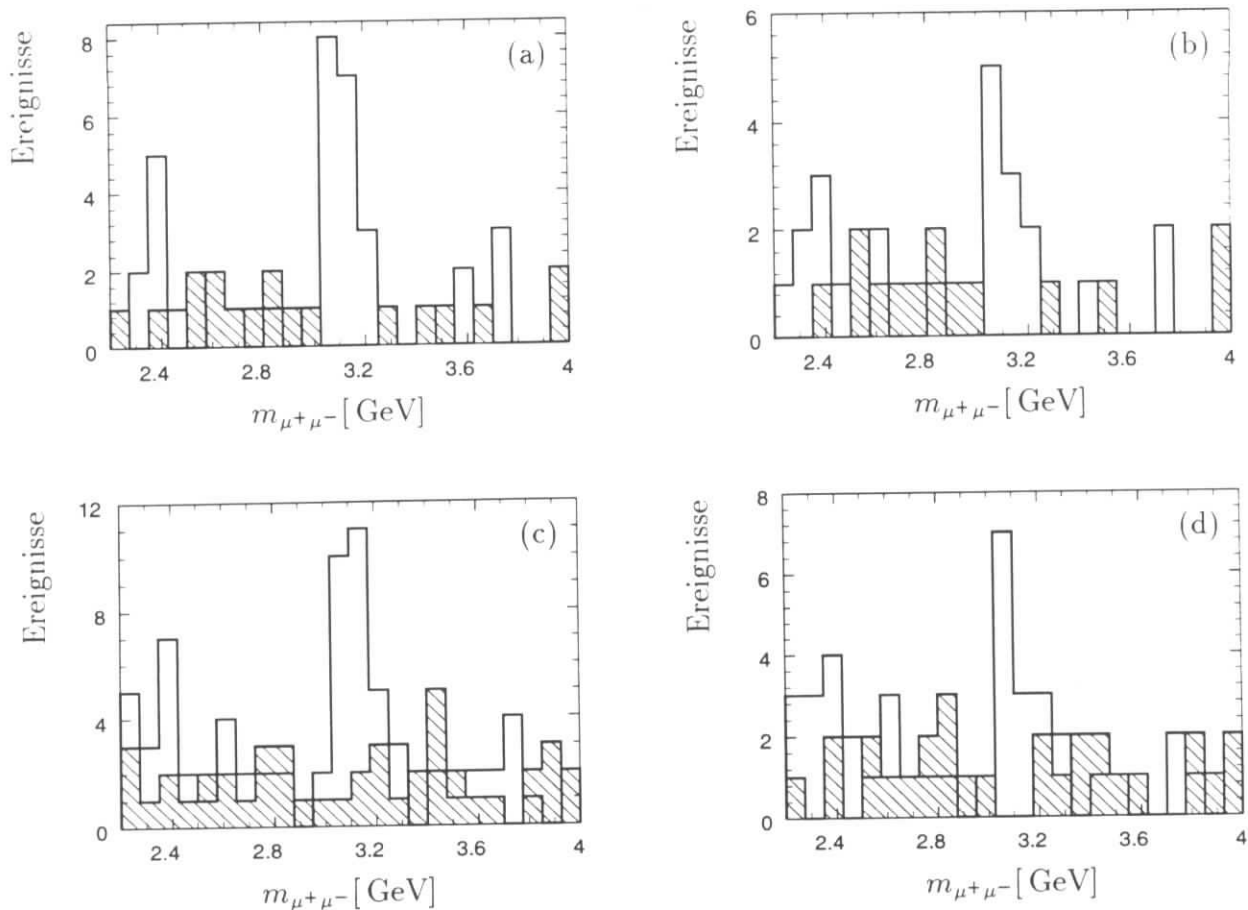 Ereignisse
(a)
8
6
4
2
0
2.4 2.8 3.2 3.6 4
m_{μ+μ−} [GeV]
Ereignisse
(b)
6
4
2
0
2.4 2.8 3.2 3.6 4
m_{μ+μ−} [GeV]
Ereignisse
(c)
12
8
4
0
2.4 2.8 3.2 3.6 4
m_{μ+μ−} [GeV]
Ereignisse
(d)
8
6
4
2
0
2.4 2.8 3.2 3.6 4
m_{μ+μ−} [GeV]